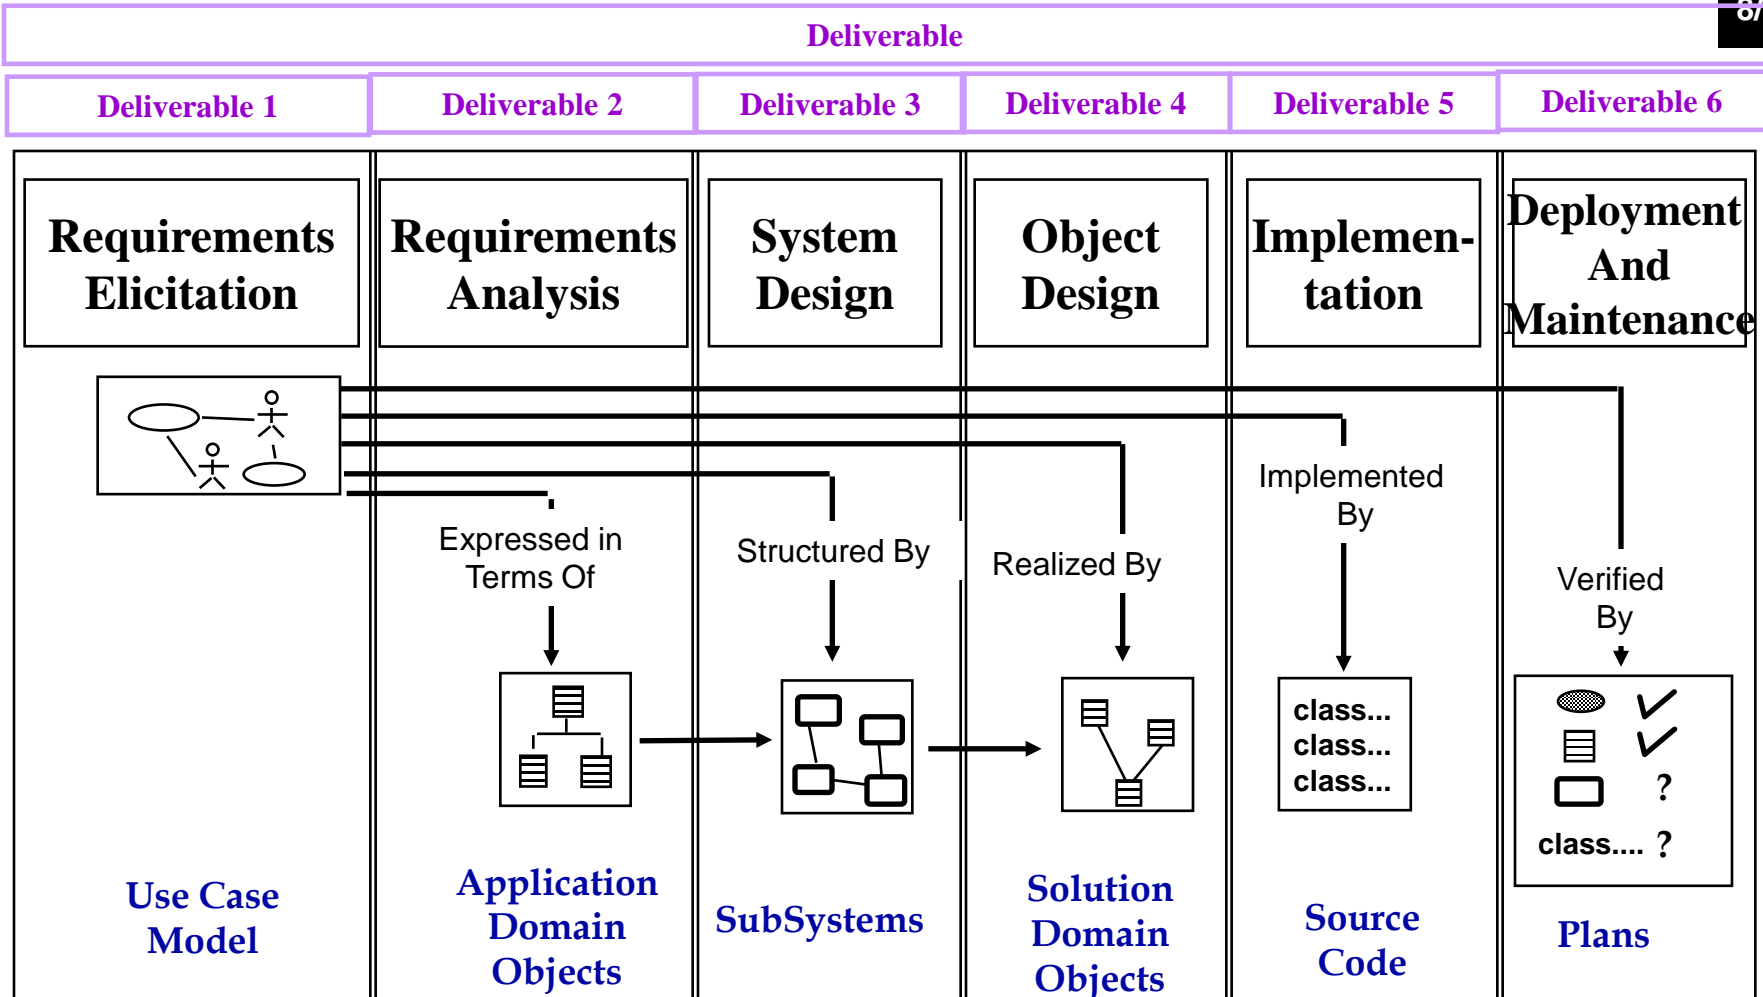 8/
Deliverable
Deliverable 1
Deliverable 2
Deliverable 3
Deliverable 4
Deliverable 5
Deliverable 6
Requirements
Elicitation
Requirements
Analysis
System
Design
Object
Design
Implemen-
tation
Deployment
And
Maintenance
Expressed in
Terms Of
Structured By
Realized By
Implemented
By
Verified
By
class...
class...
class...
?
class.... ?
Use Case
Model
Application
Domain
Objects
SubSystems
Solution
Domain
Objects
Source
Code
Plans